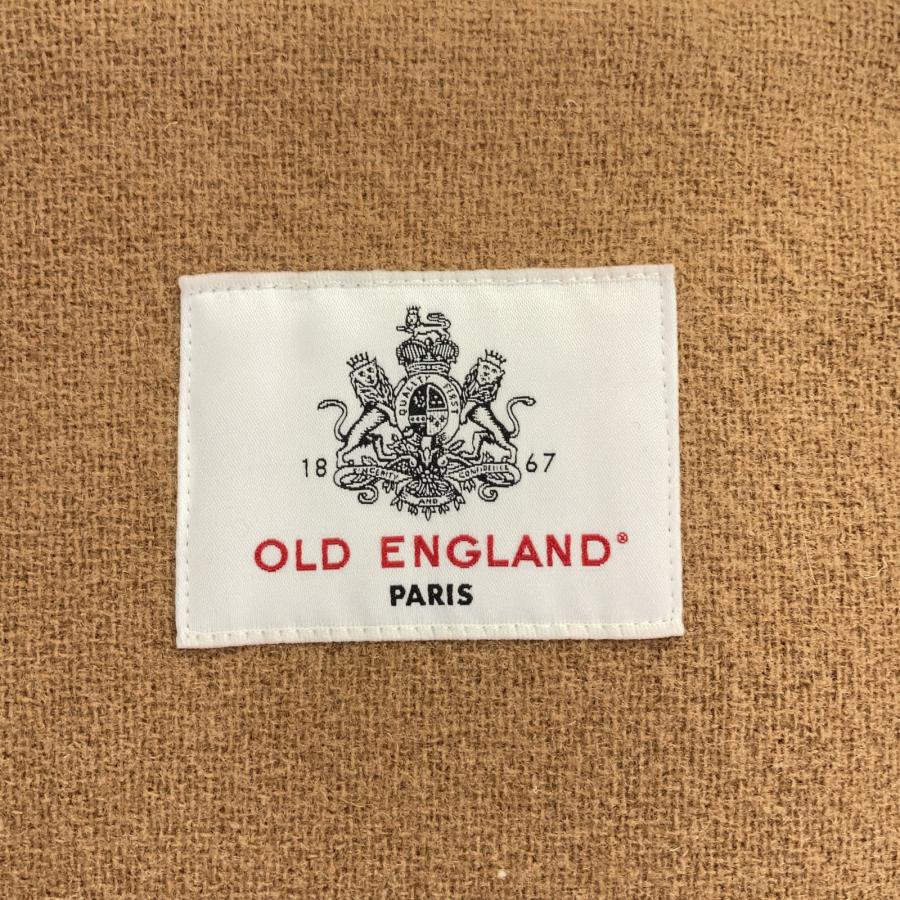 QUALITY FIRST
18 67
SINCERITY AND CONFIDENCE
OLD ENGLAND®
PARIS